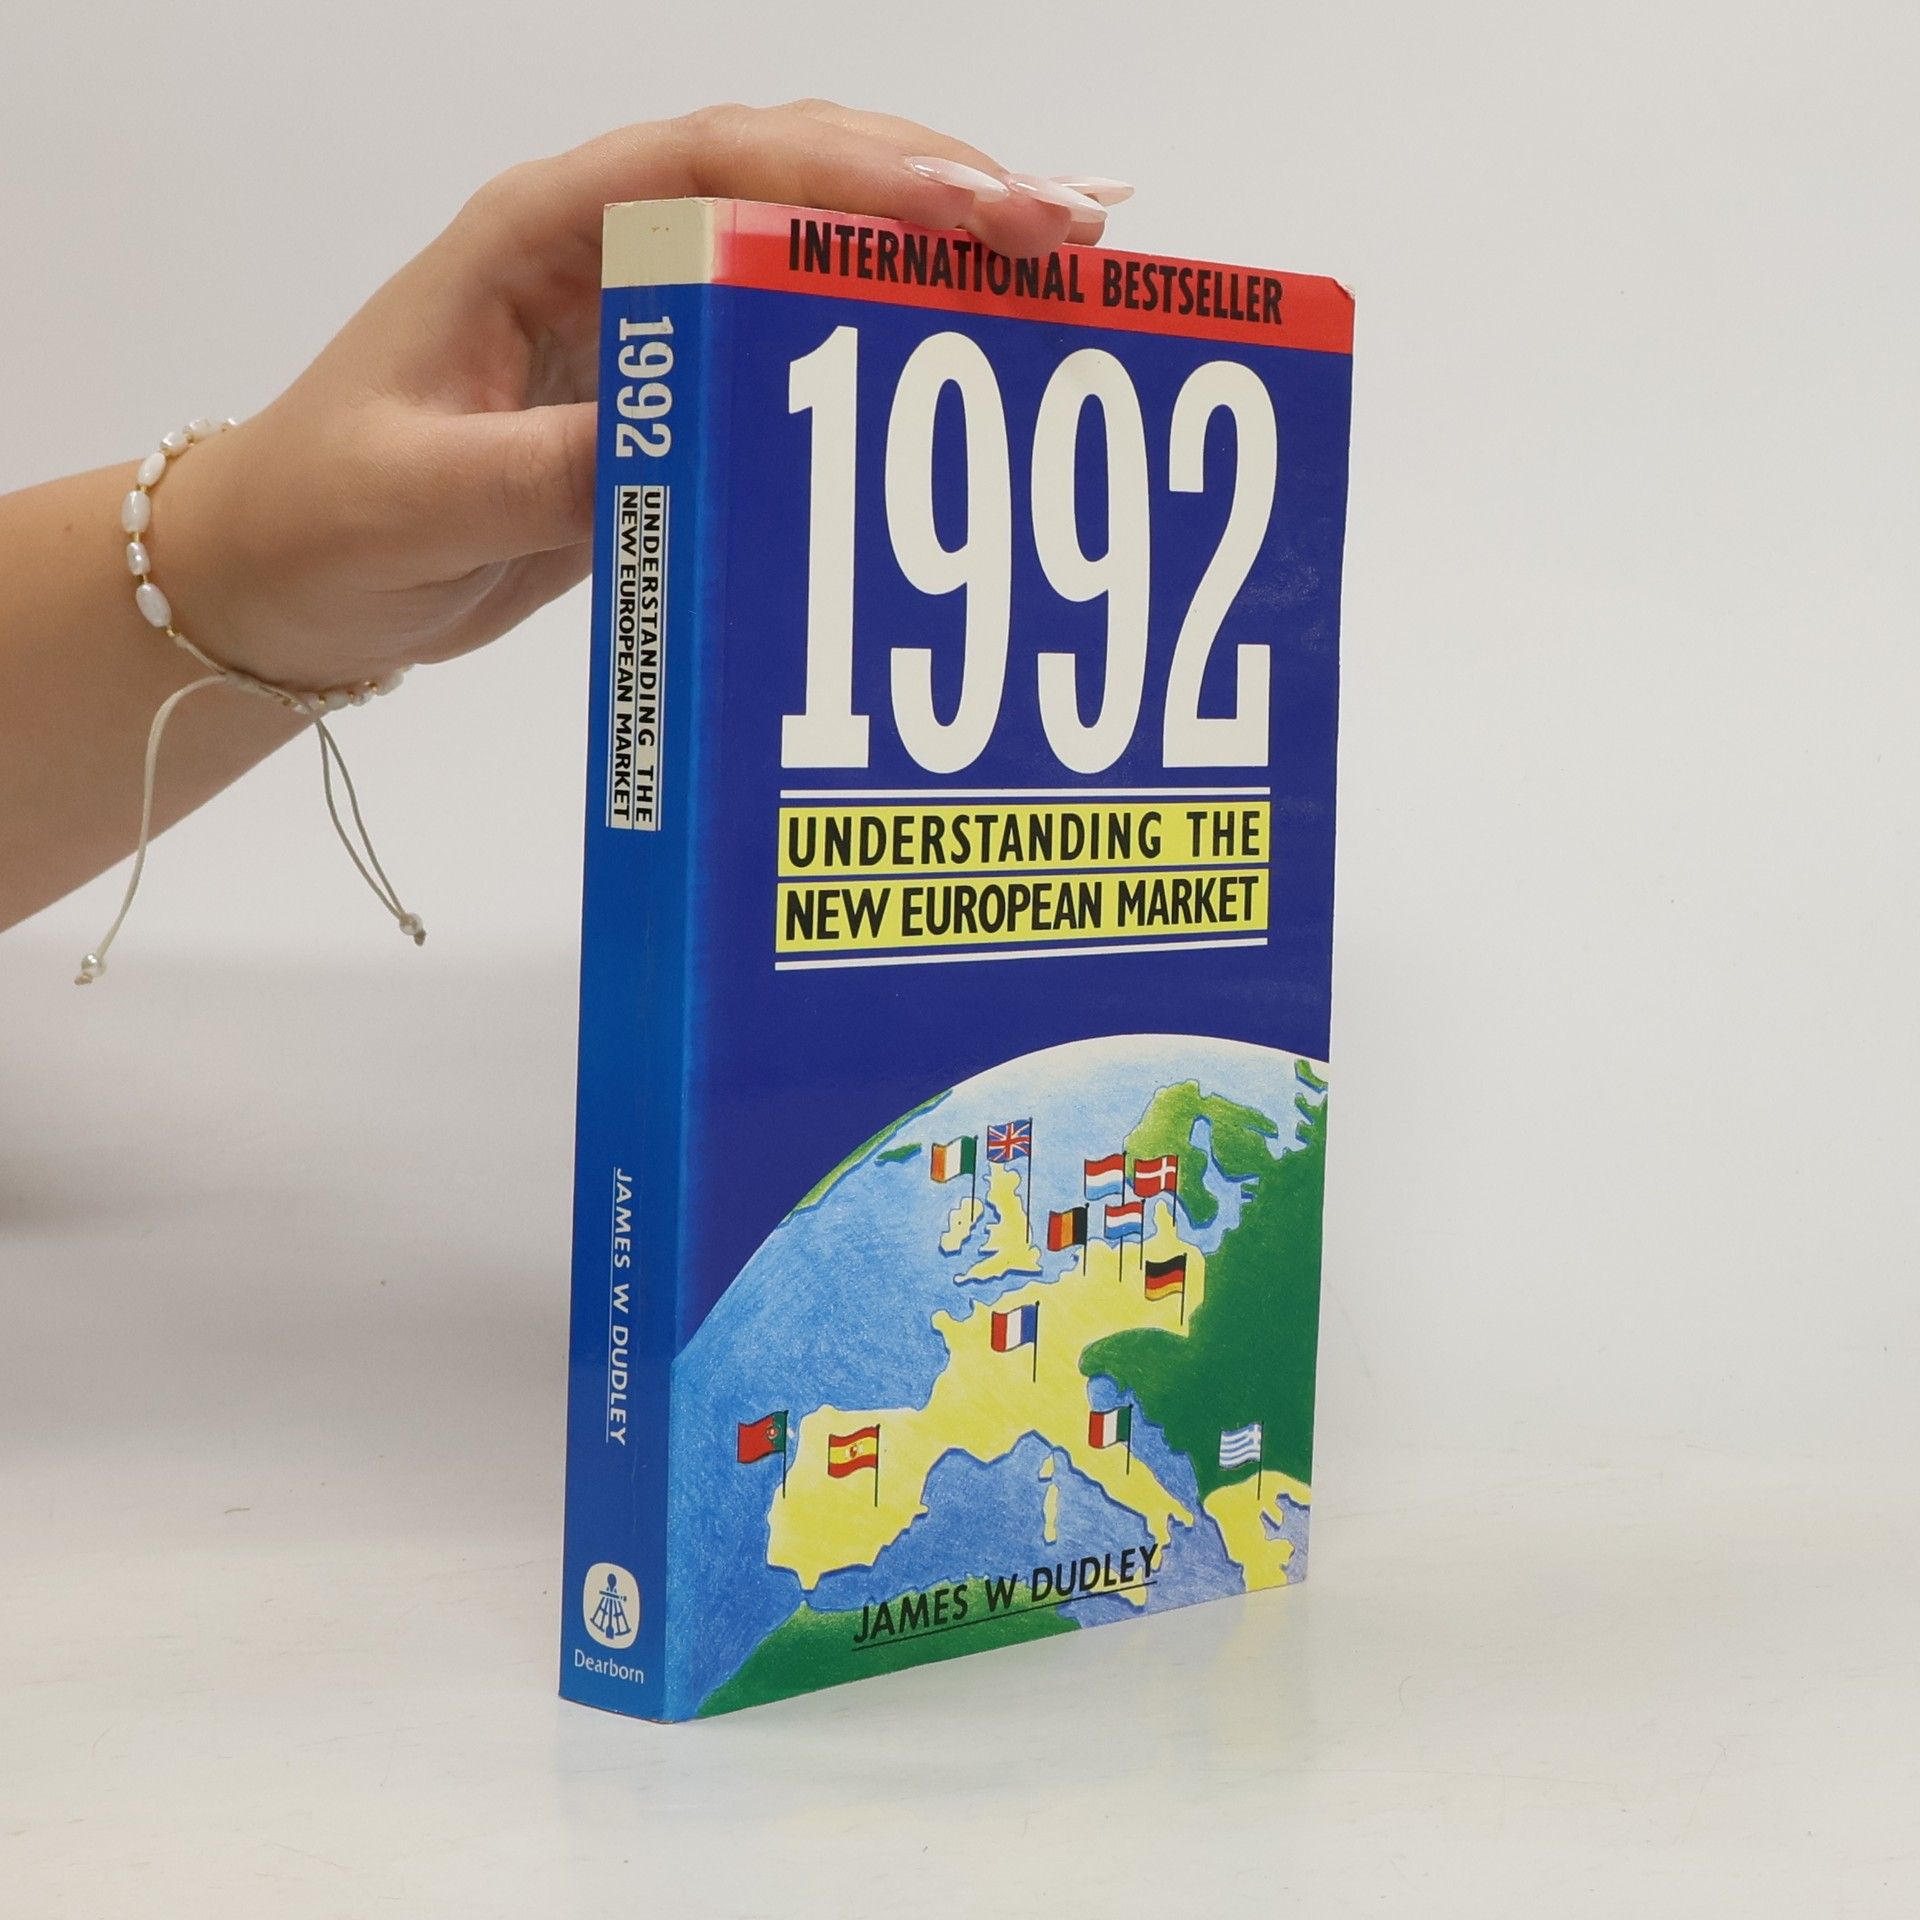 INTERNATIONAL BESTSELLER
1992
UNDERSTANDING THE
NEW EUROPEAN MARKET
JAMES W DUDLEY
1992
UNDERSTANDING THE
NEW EUROPEAN MARKET
JAMES W DUDLEY
Dearborn